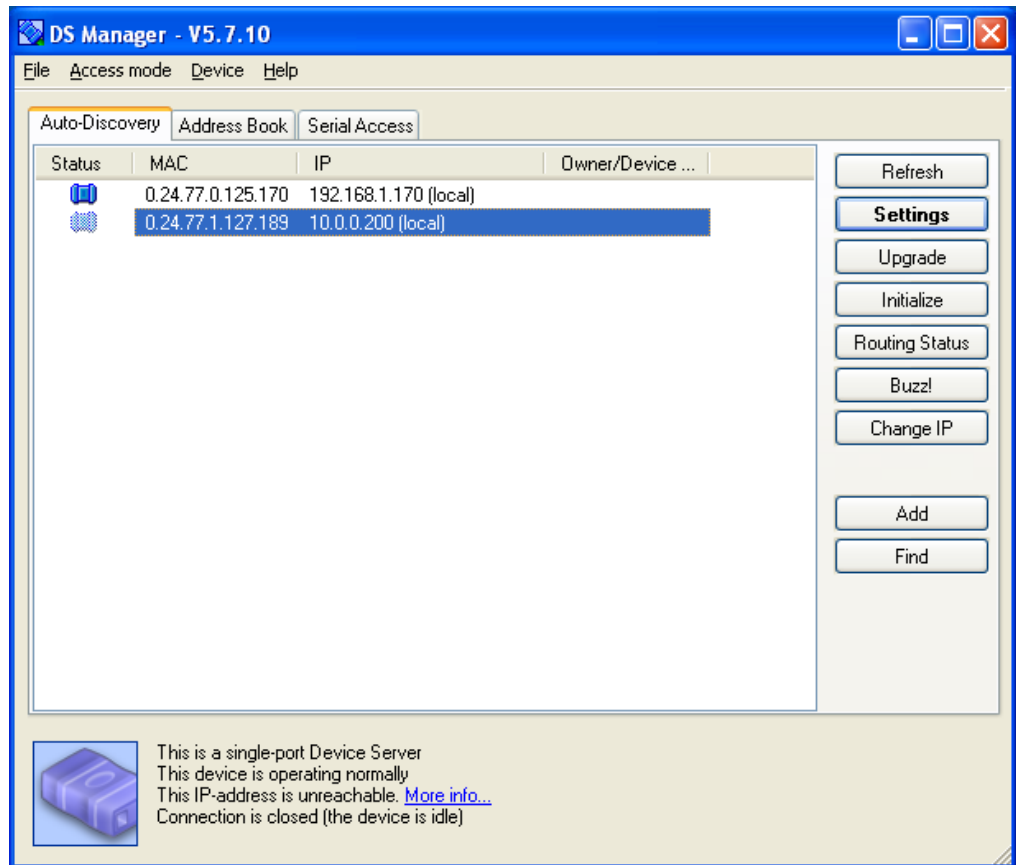 DS Manager - V5.7.10
File Access mode Device Help
Auto-Discovery Address Book Serial Access
Status MAC IP Owner/Device ...
0.24.77.0.125.170 192.168.1.170 (local)
0.24.77.1.127.189 10.0.0.200 (local)
Refresh
Settings
Upgrade
Initialize
Routing Status
Buzz!
Change IP
Add
Find
This is a single-port Device Server
This device is operating normally
This IP-address is unreachable. More info...
Connection is closed (the device is idle)